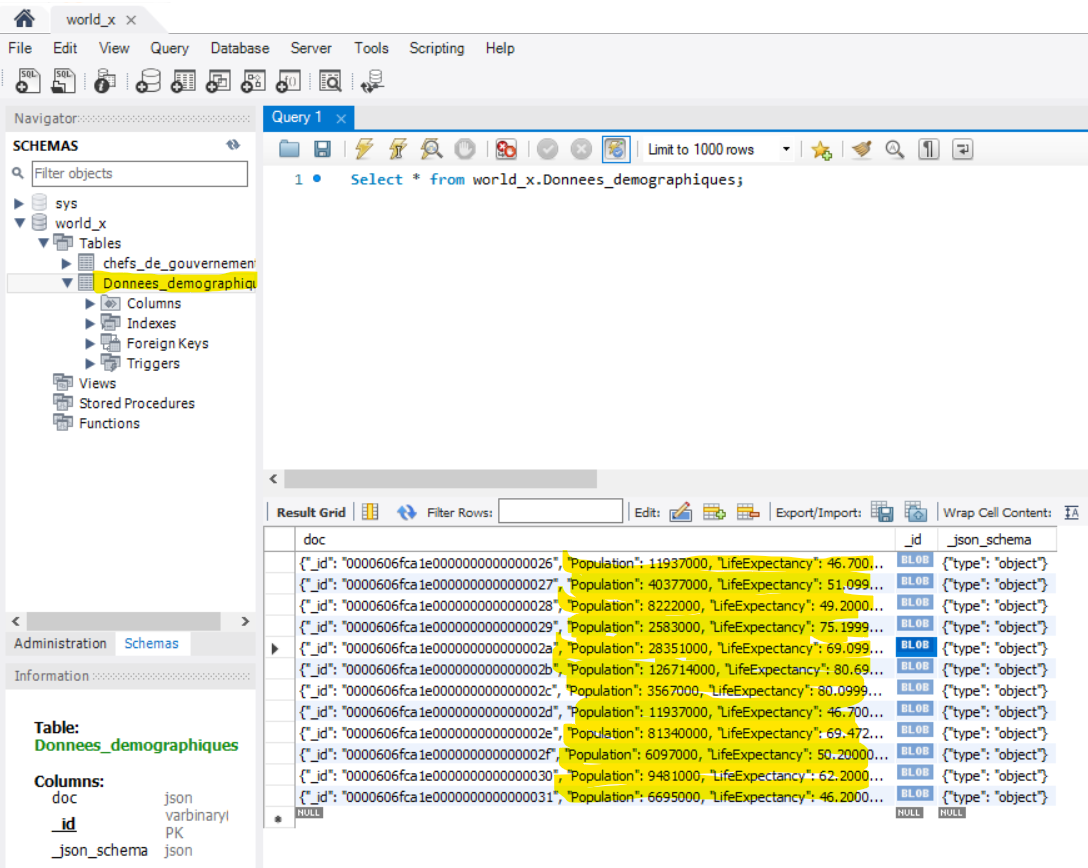 world_x ×
File Edit View Query Database Server Tools Scripting Help
Navigator
SCHEMAS
Filter objects
sys
world_x
Tables
chefs_de_gouvernement
Donnees_demographiqu
Columns
Indexes
Foreign Keys
Triggers
Views
Stored Procedures
Functions
Administration Schemas
Information
Table:
Donnees_demographiques
Columns:
doc json
_id varbinary(
PK
_json_schema json
Query 1 ×
Limit to 1000 rows
1 Select * from world_x.Donnees_demographiques;
Result Grid Filter Rows: Edit: Export/Import: Wrap Cell Content:
doc _id _json_schema
{"_id": "0000606fca1e0000000000000026", "Population": 11937000, "LifeExpectancy": 46.700... BLOB {"type": "object"}
{"_id": "0000606fca1e0000000000000027", "Population": 40377000, "LifeExpectancy": 51.099... BLOB {"type": "object"}
{"_id": "0000606fca1e0000000000000028", "Population": 8222000, "LifeExpectancy": 49.2000... BLOB {"type": "object"}
{"_id": "0000606fca1e0000000000000029", "Population": 2583000, "LifeExpectancy": 75.1999... BLOB {"type": "object"}
{"_id": "0000606fca1e000000000000002a", "Population": 28351000, "LifeExpectancy": 69.099... BLOB {"type": "object"}
{"_id": "0000606fca1e000000000000002b", "Population": 126714000, "LifeExpectancy": 80.69... BLOB {"type": "object"}
{"_id": "0000606fca1e000000000000002c", "Population": 3567000, "LifeExpectancy": 80.0999... BLOB {"type": "object"}
{"_id": "0000606fca1e000000000000002d", "Population": 11937000, "LifeExpectancy": 46.700... BLOB {"type": "object"}
{"_id": "0000606fca1e000000000000002e", "Population": 81340000, "LifeExpectancy": 69.472... BLOB {"type": "object"}
{"_id": "0000606fca1e000000000000002f", "Population": 6097000, "LifeExpectancy": 50.20000... BLOB {"type": "object"}
{"_id": "0000606fca1e0000000000000030", "Population": 9481000, "LifeExpectancy": 62.2000... BLOB {"type": "object"}
{"_id": "0000606fca1e0000000000000031", "Population": 6695000, "LifeExpectancy": 46.2000... BLOB {"type": "object"}
NULL NULL NULL